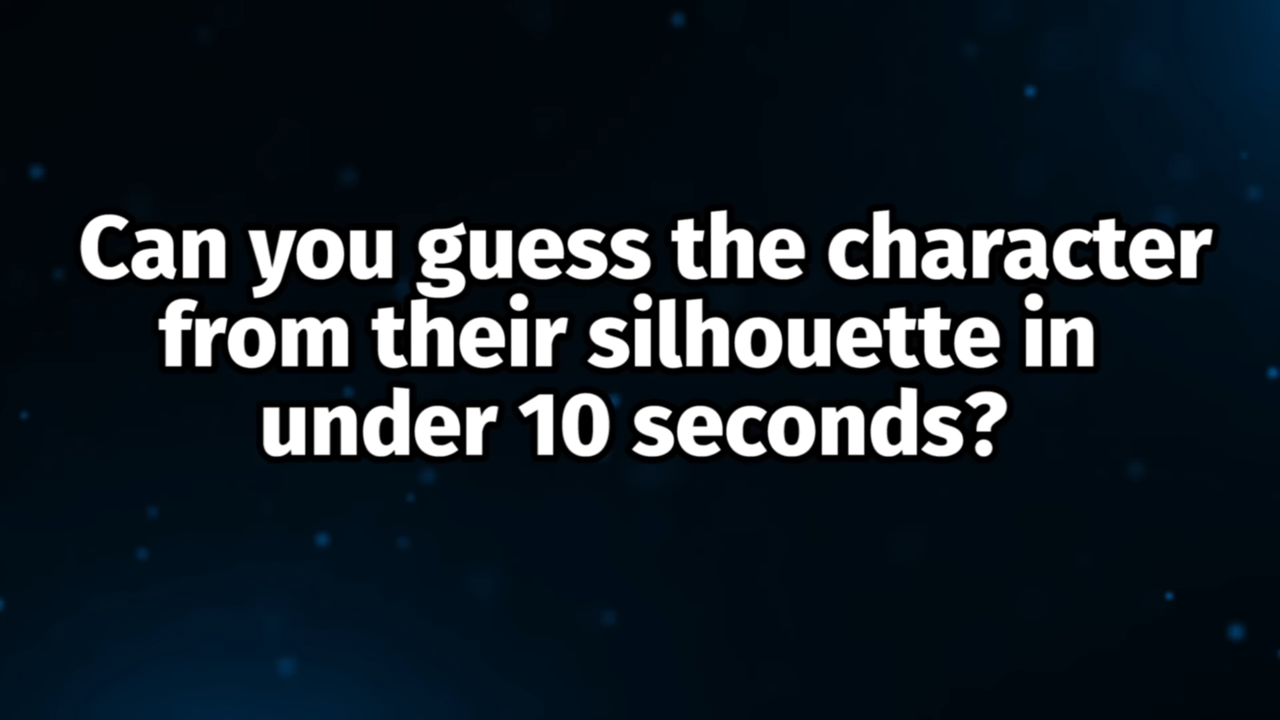 Can you guess the character
from their silhouette in
under 10 seconds?